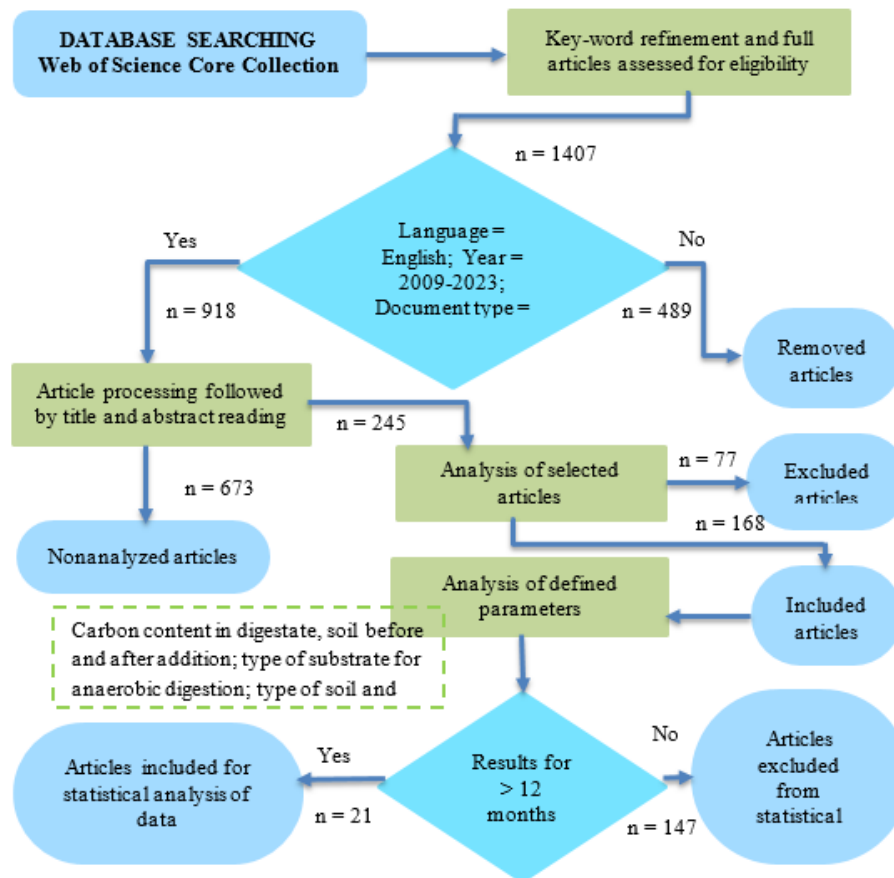 DATABASE SEARCHING
Web of Science Core Collection
Key-word refinement and full
articles assessed for eligibility
n = 1407
Language =
English; Year =
2009-2023;
Document type =
Yes
No
n = 918
n = 489
Removed
articles
Article processing followed
by title and abstract reading
n = 245
n = 673
Nonanalyzed articles
Analysis of selected
articles
n = 77
Excluded
articles
n = 168
Included
articles
Analysis of defined
parameters
Carbon content in digestate, soil before
and after addition; type of substrate for
anaerobic digestion; type of soil and
Results for
> 12
months
Yes
No
Articles included for
statistical analysis of
data
n = 21
n = 147
Articles
excluded
from
statistical